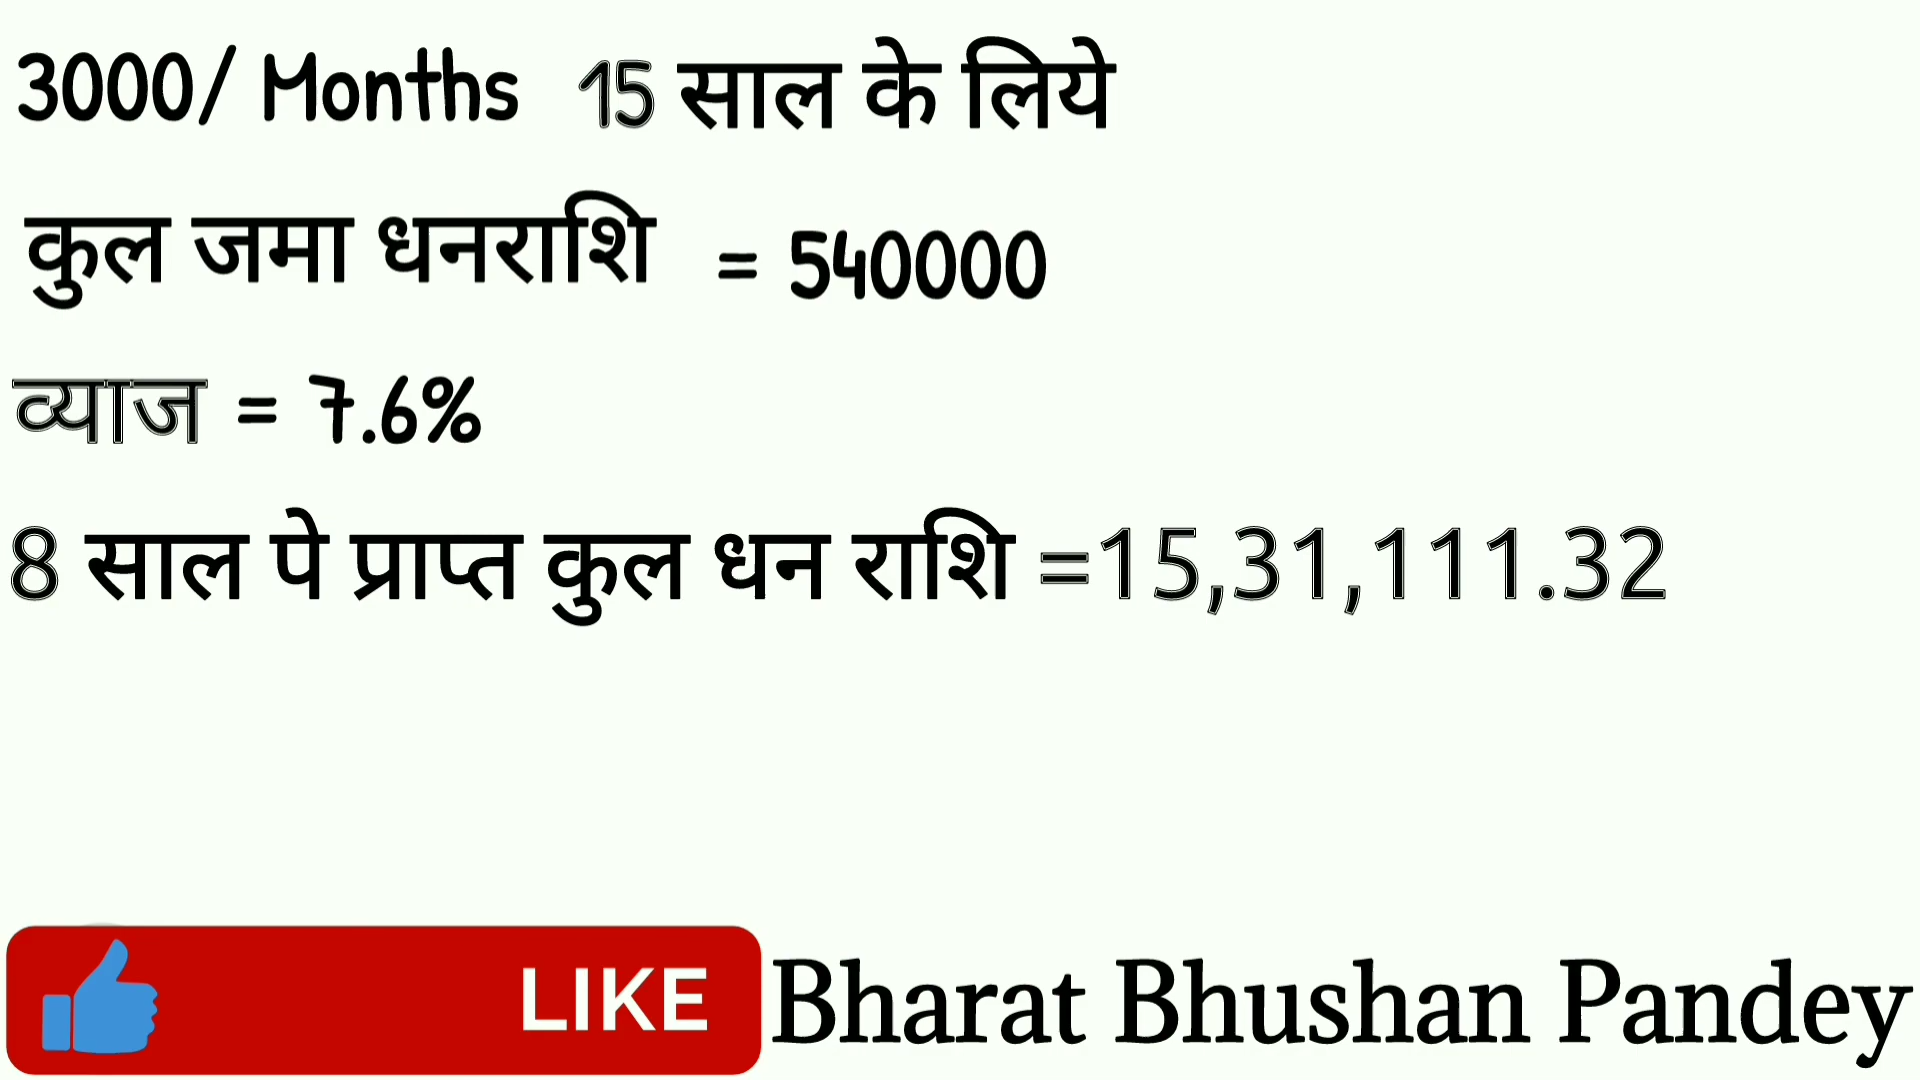 3000/ Months 15 साल के लिये
कुल जमा धनराशि = 540000
व्याज = 7.6%
8 साल पे प्राप्त कुल धन राशि =15,31,111.32
LIKE Bharat Bhushan Pandey